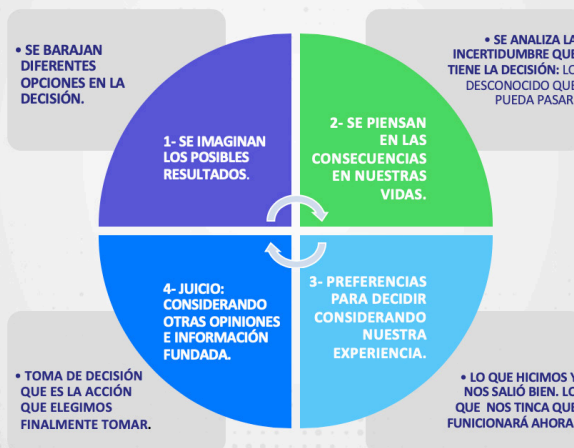 • SE BARAJAN
DIFERENTES
OPCIONES EN LA
DECISIÓN.
• SE ANALIZA LA
INCERTIDUMBRE QUE
TIENE LA DECISIÓN: LO
DESCONOCIDO QUE
PUEDA PASAR
1- SE IMAGINAN
LOS POSIBLES
RESULTADOS.
2- SE PIENSAN
EN LAS
CONSECUENCIAS
EN NUESTRAS
VIDAS.
4- JUICIO:
CONSIDERANDO
OTRAS OPINIONES
E INFORMACIÓN
FUNDADA.
3- PREFERENCIAS
PARA DECIDIR
CONSIDERANDO
NUESTRA
EXPERIENCIA.
• TOMA DE DECISIÓN
QUE ES LA ACCIÓN
QUE ELEGIMOS
FINALMENTE TOMAR.
• LO QUE HICIMOS Y
NOS SALIÓ BIEN. LO
QUE NOS TINCA QUE
FUNICIONARÁ AHORA